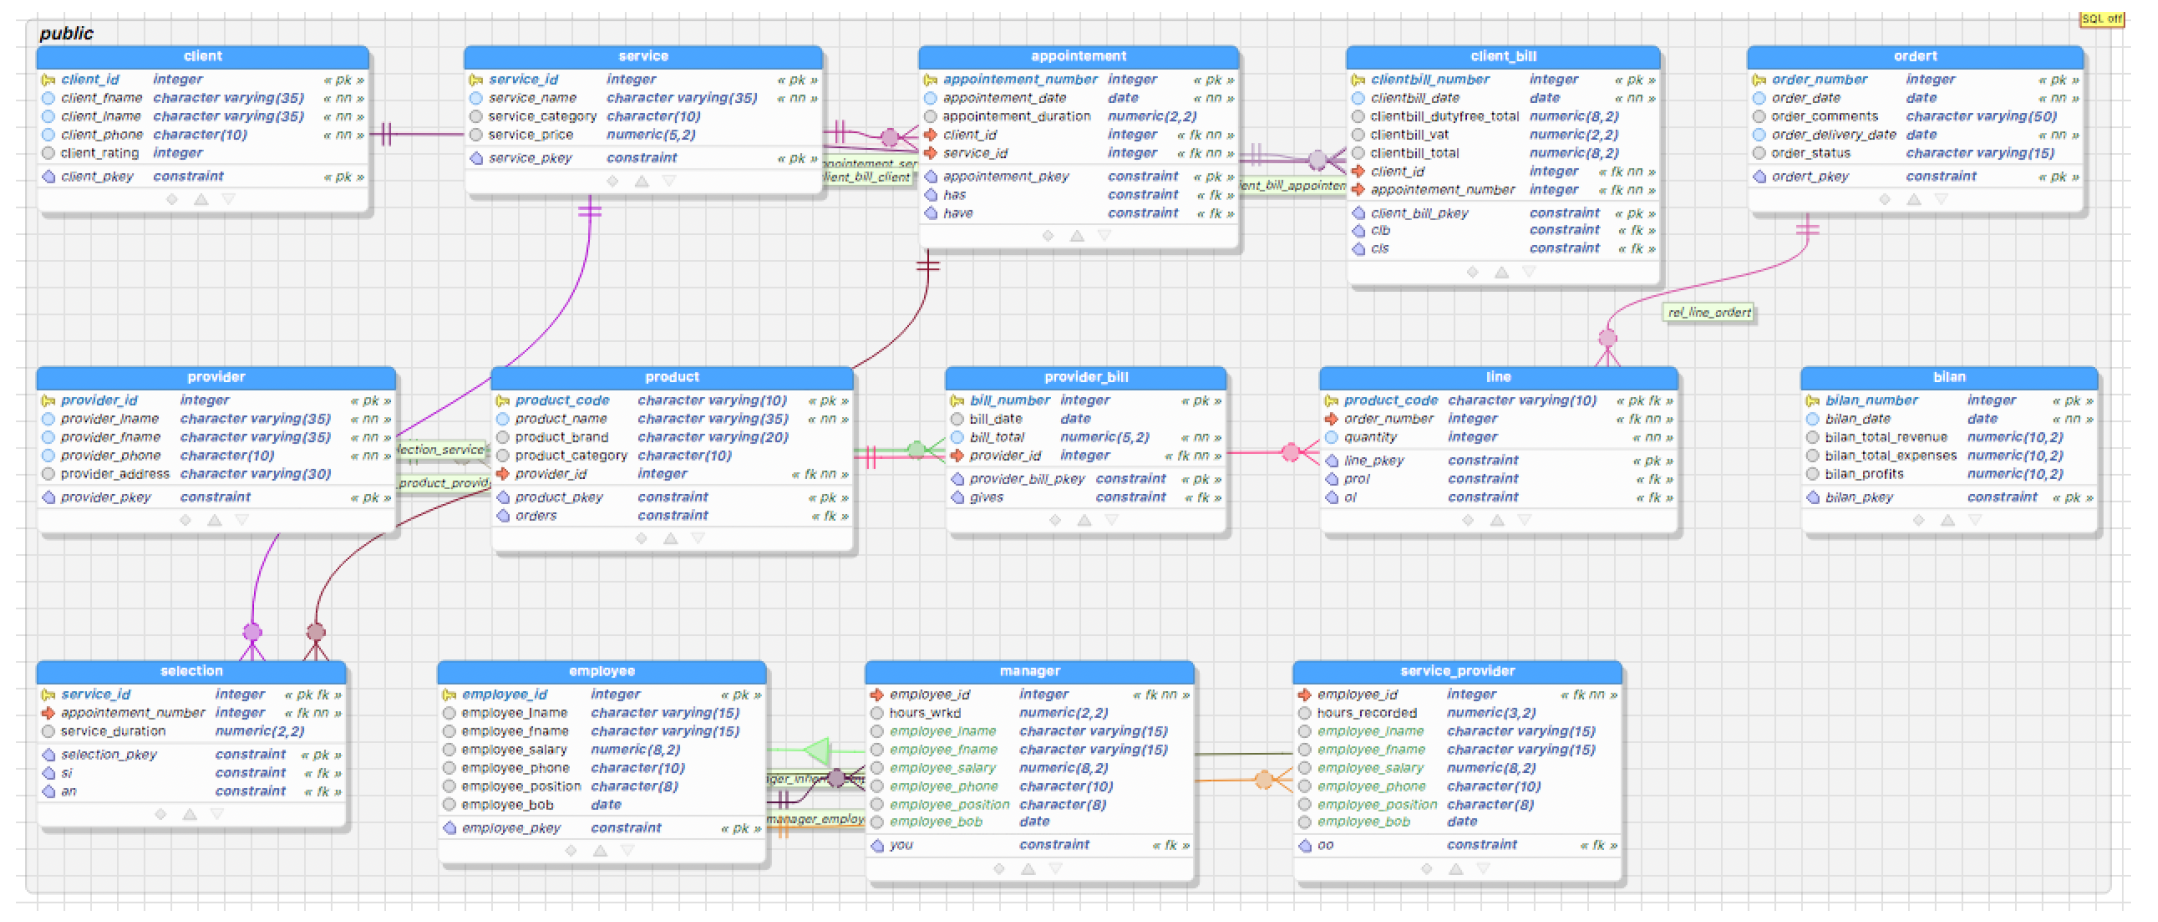 SQL off
public
client
client_id integer « pk »
client_fname character varying(35) « nn »
client_lname character varying(35) « nn »
client_phone character(10) « nn »
client_rating integer
client_pkey constraint « pk »
service
service_id integer « pk »
service_name character varying(35) « nn »
service_category character(10)
service_price numeric(5,2)
service_pkey constraint « pk »
appointement
appointement_number integer « pk »
appointement_date date « nn »
appointement_duration numeric(2,2)
client_id integer « fk nn »
service_id integer « fk nn »
appointement_pkey constraint « pk »
has constraint « fk »
have constraint « fk »
client_bill
clientbill_number integer « pk »
clientbill_date date « nn »
clientbill_dutyfree_total numeric(8,2)
clientbill_vat numeric(2,2)
clientbill_total numeric(8,2)
client_id integer « fk nn »
appointement_number integer « fk nn »
client_bill_pkey constraint « pk »
clb constraint « fk »
cls constraint « fk »
ordert
order_number integer « pk »
order_date date « nn »
order_comments character varying(50)
order_delivery_date date « nn »
order_status character varying(15)
ordert_pkey constraint « pk »
client_bill_client
rel_line_ordert
provider
provider_id integer « pk »
provider_lname character varying(35) « nn »
provider_fname character varying(35) « nn »
provider_phone character(10) « nn »
provider_address character varying(30)
provider_pkey constraint « pk »
lection_service
_product_provid
product
product_code character varying(10) « pk »
product_name character varying(35) « nn »
product_brand character varying(20)
product_category character(10)
provider_id integer « fk nn »
product_pkey constraint « pk »
orders constraint « fk »
provider_bill
bill_number integer « pk »
bill_date date
bill_total numeric(5,2) « nn »
provider_id integer « fk nn »
provider_bill_pkey constraint « pk »
gives constraint « fk »
line
product_code character varying(10) « pk fk »
order_number integer « fk nn »
quantity integer « nn »
line_pkey constraint « pk »
prol constraint « fk »
ol constraint « fk »
bilan
bilan_number integer « pk »
bilan_date date « nn »
bilan_total_revenue numeric(10,2)
bilan_total_expenses numeric(10,2)
bilan_profits numeric(10,2)
bilan_pkey constraint « pk »
selection
service_id integer « pk fk »
appointement_number integer « fk nn »
service_duration numeric(2,2)
selection_pkey constraint « pk »
si constraint « fk »
an constraint « fk »
employee
employee_id integer « pk »
employee_lname character varying(15)
employee_fname character varying(15)
employee_salary numeric(8,2)
employee_phone character(10)
employee_position character(8)
employee_bob date
employee_pkey constraint « pk »
manager_employ
manager
employee_id integer « fk nn »
hours_wrkd numeric(2,2)
employee_lname character varying(15)
employee_fname character varying(15)
employee_salary numeric(8,2)
employee_phone character(10)
employee_position character(8)
employee_bob date
you constraint « fk »
service_provider
employee_id integer « fk nn »
hours_recorded numeric(3,2)
employee_lname character varying(15)
employee_fname character varying(15)
employee_salary numeric(8,2)
employee_phone character(10)
employee_position character(8)
employee_bob date
oo constraint « fk »